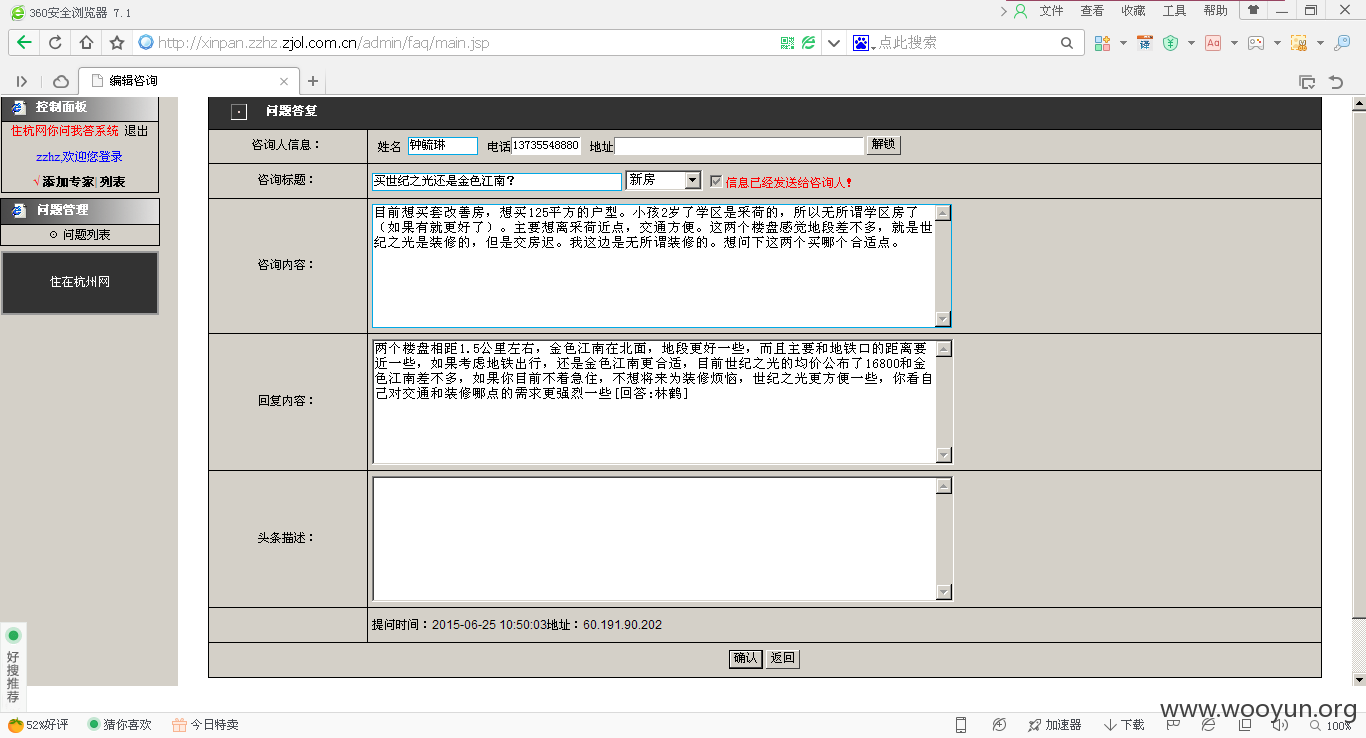 360安全浏览器 7.1
文件 查看 收藏 工具 帮助
http://xinpan.zzhz.zjol.com.cn/admin/faq/main.jsp
点此搜索
编辑咨询
控制面板
住杭网你问我答系统 退出
zzhz,欢迎您登录
√添加专家|列表
问题管理
问题列表
住在杭州网
问题答复
咨询人信息：
姓名 钟毓琳 电话 13735548880 地址 解锁
咨询标题：
买世纪之光还是金色江南？ 新房 信息已经发送给咨询人！
咨询内容：
目前想买套改善房，想买125平方的户型。小孩2岁了学区是采荷的，所以无所谓学区房了
（如果有就更好了）。主要想离采荷近点，交通方便。这两个楼盘感觉地段差不多，就是世
纪之光是装修的，但是交房迟。我这边是无所谓装修的。想问下这两个买哪个合适点。
回复内容：
两个楼盘相距1.5公里左右，金色江南在北面，地段更好一些，而且主要和地铁口的距离要
近一些，如果考虑地铁出行，还是金色江南更合适，目前世纪之光的均价公布了16800和金
色江南差不多，如果你目前不着急住，不想将来为装修烦恼，世纪之光更方便一些，你看自
己对交通和装修哪点的需求更强烈一些[回答:林鹤]
头条描述：
提问时间：2015-06-25 10:50:03地址：60.191.90.202
确认 返回
好搜推荐
52%好评 猜你喜欢 今日特卖
加速器 下载 100%
www.wooyun.org